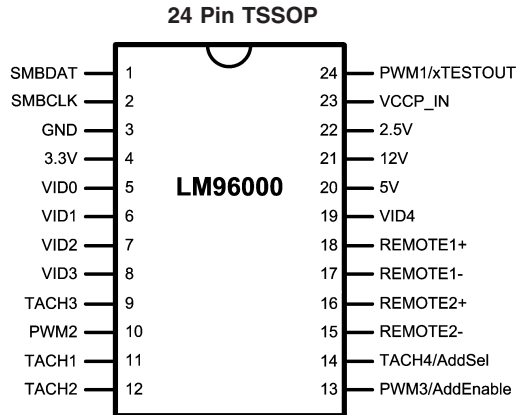 24 Pin TSSOP
SMBDAT 1 24 PWM1/xTESTOUT
SMBCLK 2 23 VCCP_IN
GND 3 22 2.5V
3.3V 4 21 12V
VID0 5 LM96000 20 5V
VID1 6 19 VID4
VID2 7 18 REMOTE1+
VID3 8 17 REMOTE1-
TACH3 9 16 REMOTE2+
PWM2 10 15 REMOTE2-
TACH1 11 14 TACH4/AddSel
TACH2 12 13 PWM3/AddEnable